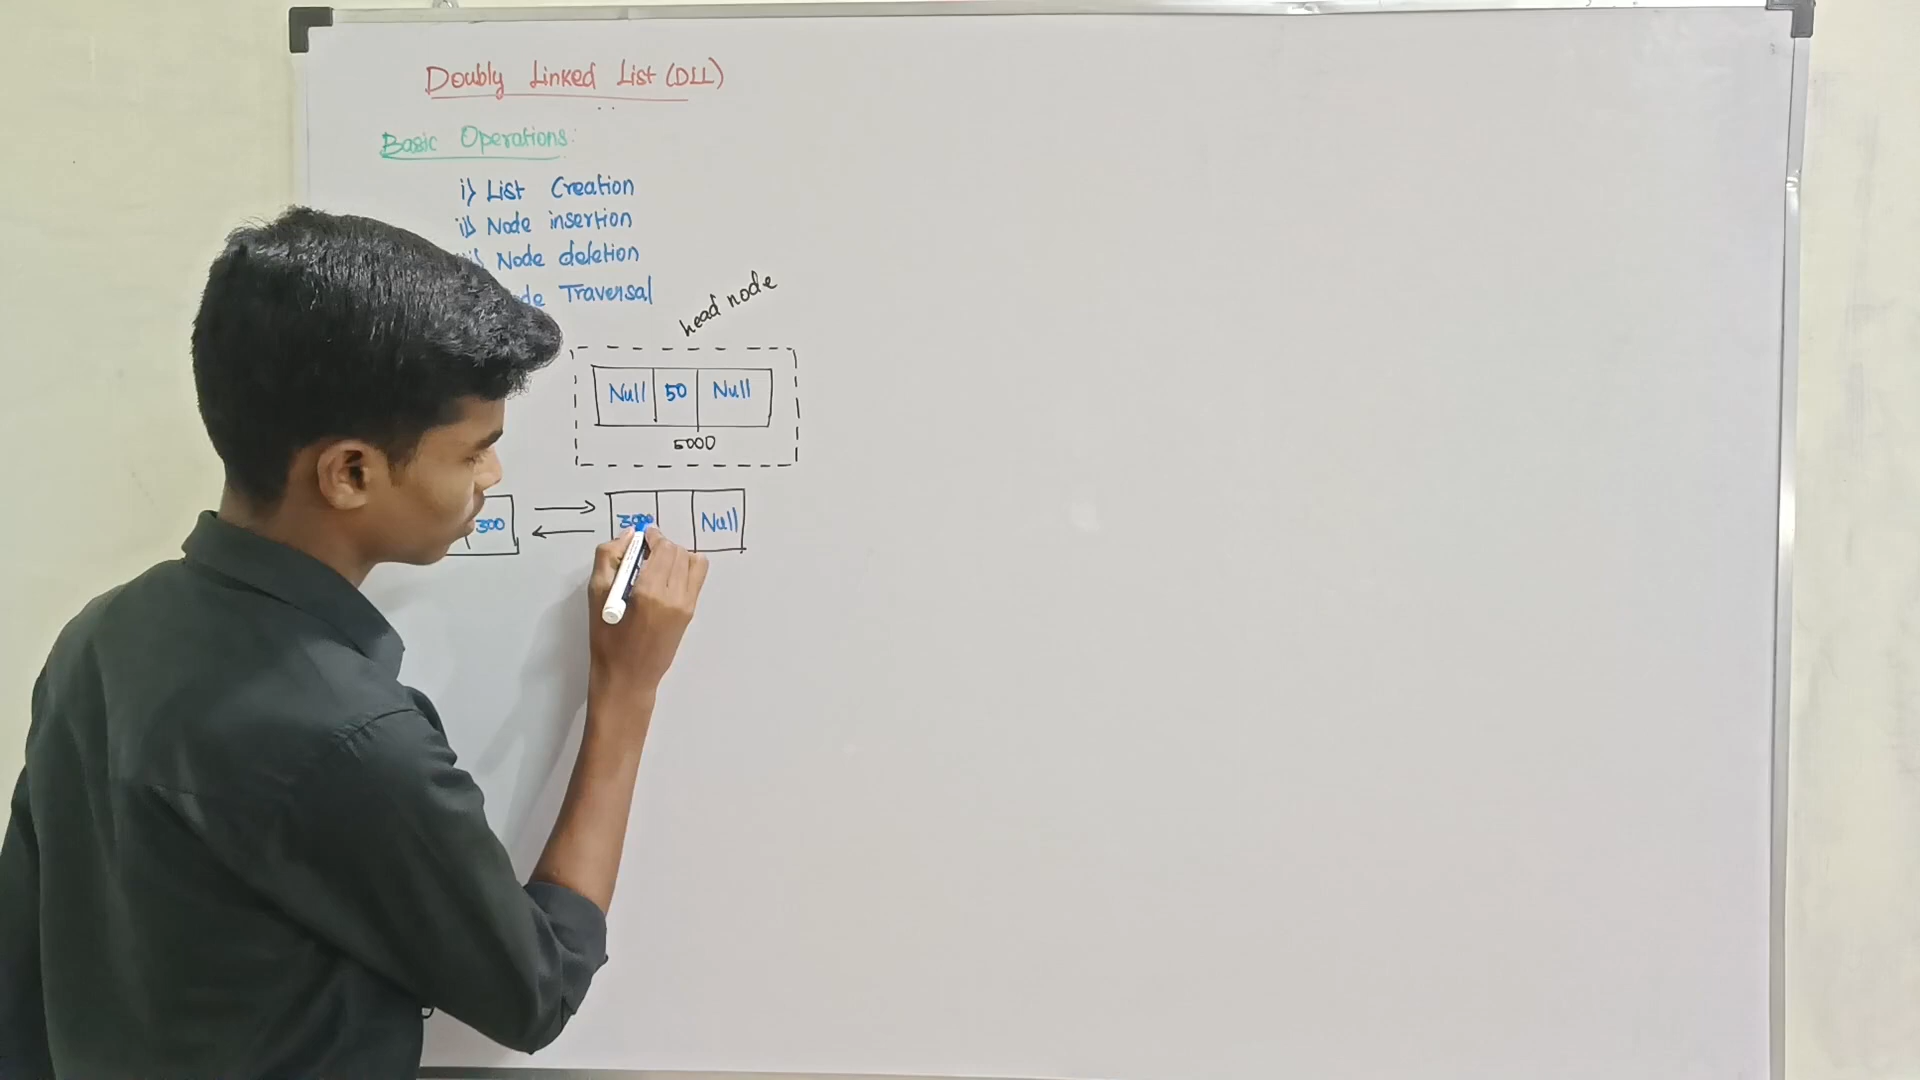 Doubly Linked List (DLL)
Basic Operations:
i) List Creation
ii) Node insertion
Node deletion
Traversal
head node
Null 50 Null
5000
300 3000 Null